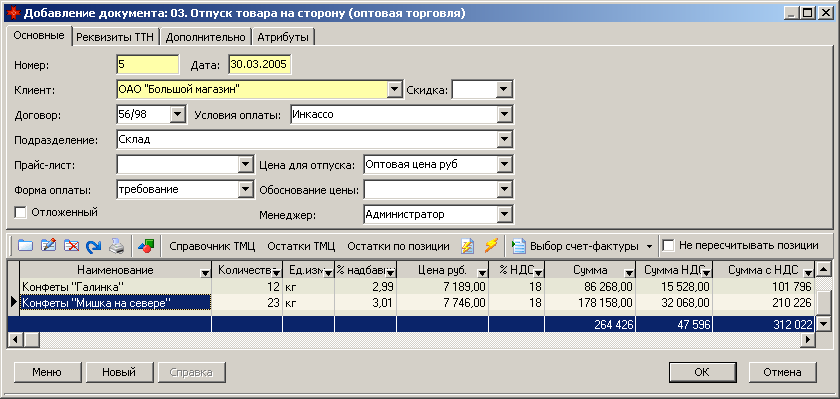 Добавление документа: 03. Отпуск товара на сторону (оптовая торговля)
Основные Реквизиты ТТН Дополнительно Атрибуты
Номер: 5 Дата: 30.03.2005
Клиент: ОАО "Большой магазин" Скидка:
Договор: 56/98 Условия оплаты: Инкассо
Подразделение: Склад
Прайс-лист: Цена для отпуска: Оптовая цена руб
Форма оплаты: требование Обоснование цены:
Отложенный Менеджер: Администратор
Справочник ТМЦ Остатки ТМЦ Остатки по позиции Выбор счет-фактуры Не пересчитывать позиции
Наименование Количеств Ед.изм % надбавк Цена руб. % НДС Сумма Сумма НДС Сумма с НДС
Конфеты "Галинка" 12 кг 2,99 7 189,00 18 86 268,00 15 528,00 101 796
Конфеты "Мишка на севере" 23 кг 3,01 7 746,00 18 178 158,00 32 068,00 210 226
264 426 47 596 312 022
Меню Новый Справка OK Отмена